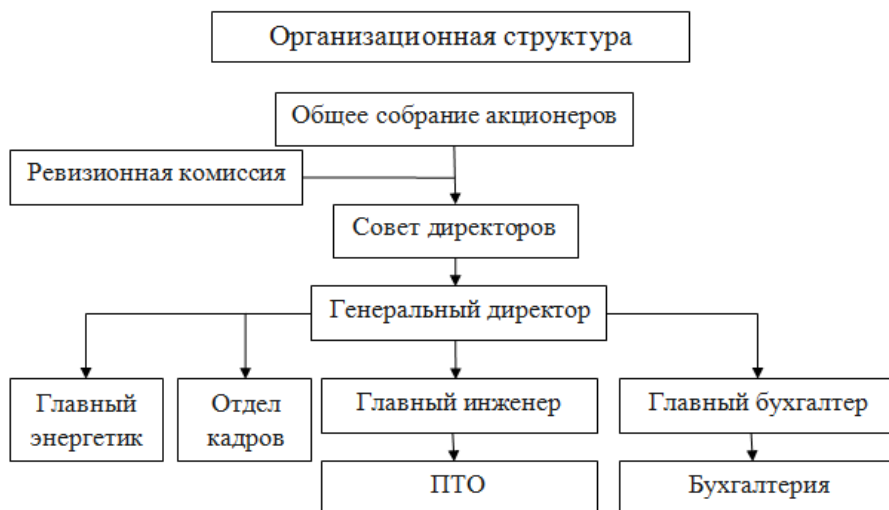 Организационная структура
Общее собрание акционеров
Ревизионная комиссия
Совет директоров
Генеральный директор
Главный
энергетик
Отдел
кадров
Главный инженер
Главный бухгалтер
ПТО
Бухгалтерия